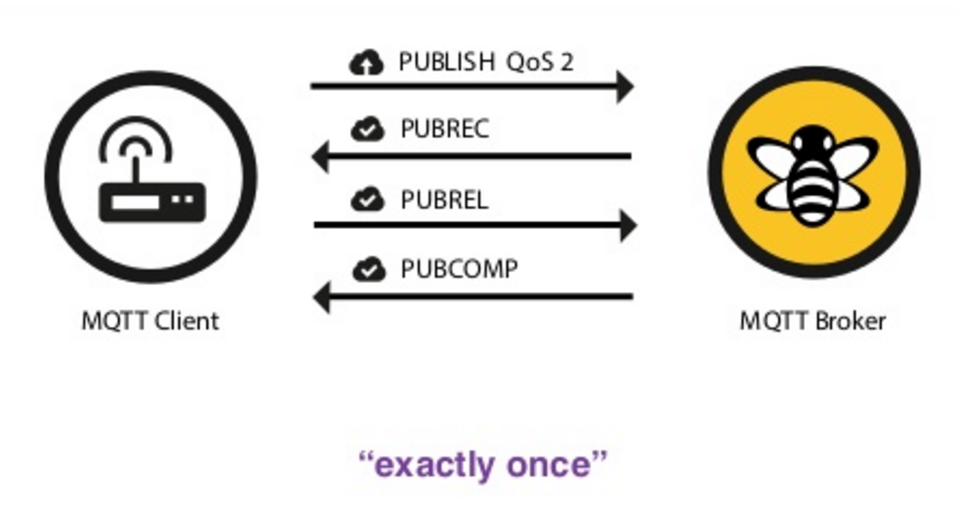 PUBLISH QoS 2
PUBREC
PUBREL
PUBCOMP
MQTT Client
MQTT Broker
“exactly once”